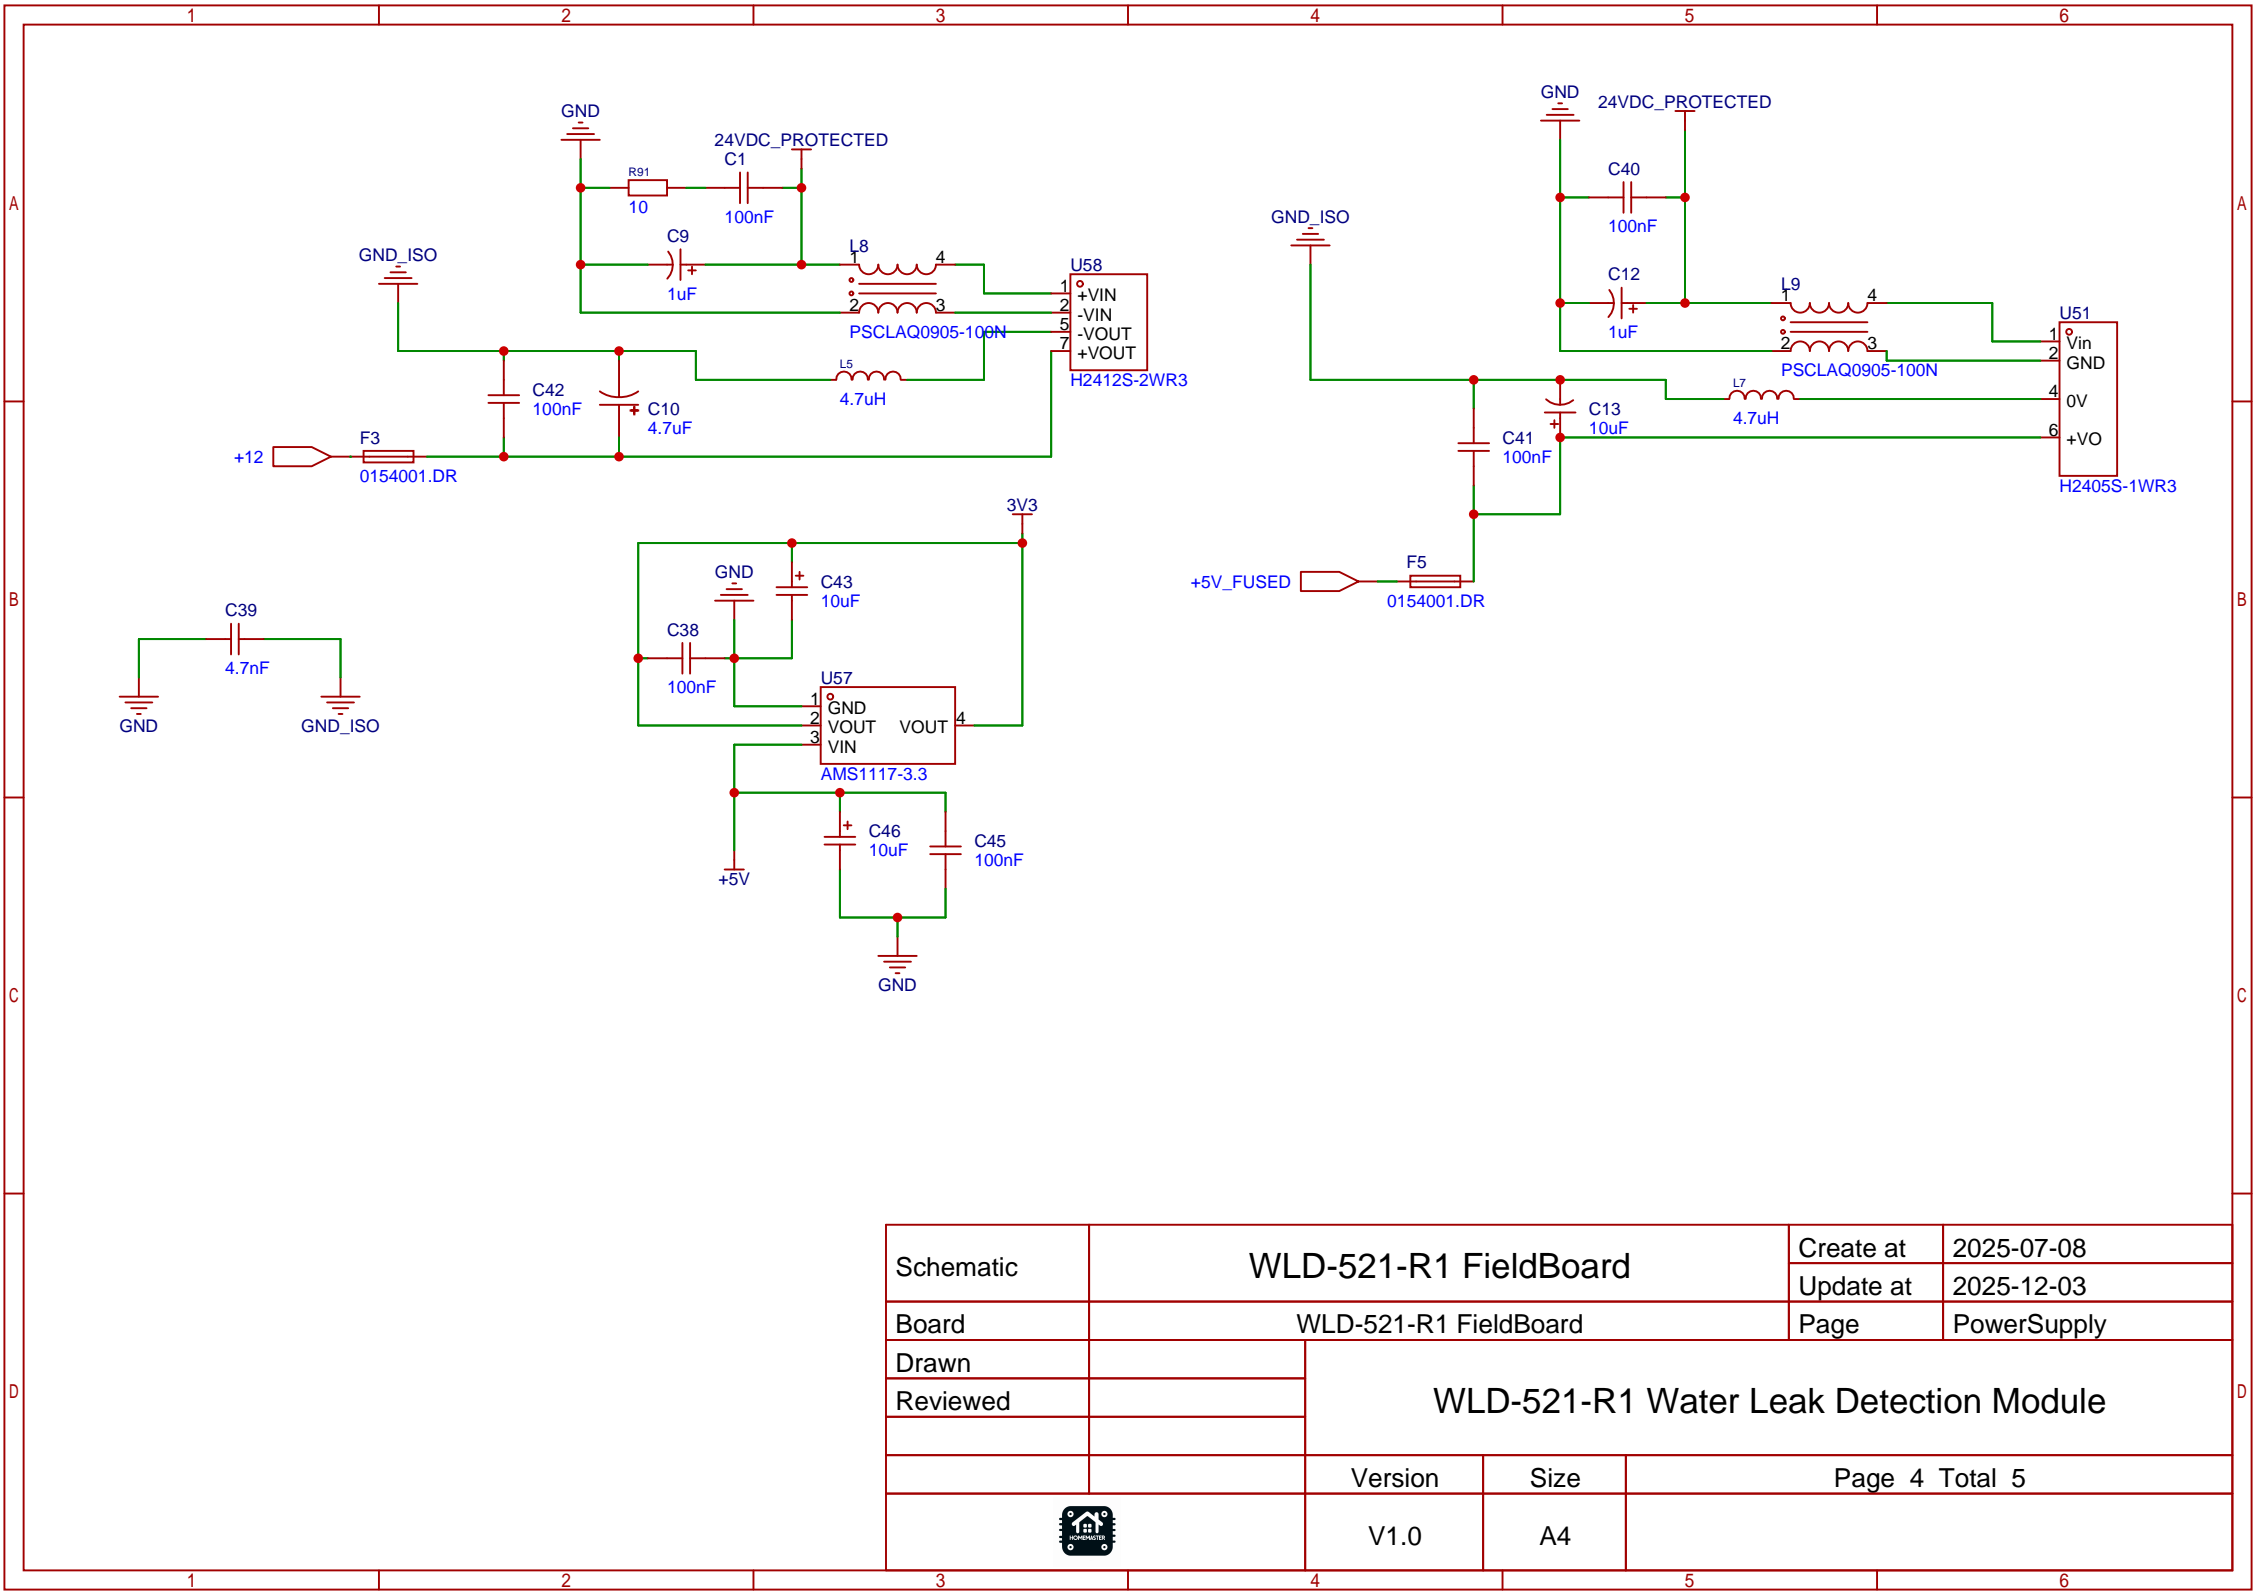 1 2 3 4 5 6
A
B
C
D
GND
24VDC_PROTECTED
R91
10
C1
100nF
C9
1uF
L8
1 4
2 3
PSCLAQ0905-100N
U58
1 +VIN
2 -VIN
5 -VOUT
7 +VOUT
H2412S-2WR3
GND_ISO
L5
4.7uH
C42
100nF
C10
4.7uF
+12
F3
0154001.DR
GND
24VDC_PROTECTED
C40
100nF
C12
1uF
L9
1 4
2 3
PSCLAQ0905-100N
U51
1 Vin
2 GND
4 0V
6 +VO
H2405S-1WR3
GND_ISO
L7
4.7uH
C13
10uF
C41
100nF
+5V_FUSED
F5
0154001.DR
C39
4.7nF
GND
GND_ISO
3V3
GND
C43
10uF
C38
100nF
U57
1 GND
2 VOUT VOUT 4
3 VIN
AMS1117-3.3
+5V
C46
10uF
C45
100nF
GND
Schematic
WLD-521-R1 FieldBoard
Create at 2025-07-08
Update at 2025-12-03
Board
WLD-521-R1 FieldBoard
Page PowerSupply
Drawn
Reviewed
WLD-521-R1 Water Leak Detection Module
Version Size Page 4 Total 5
HOMEMASTER
V1.0 A4
A
B
C
D
1 2 3 4 5 6